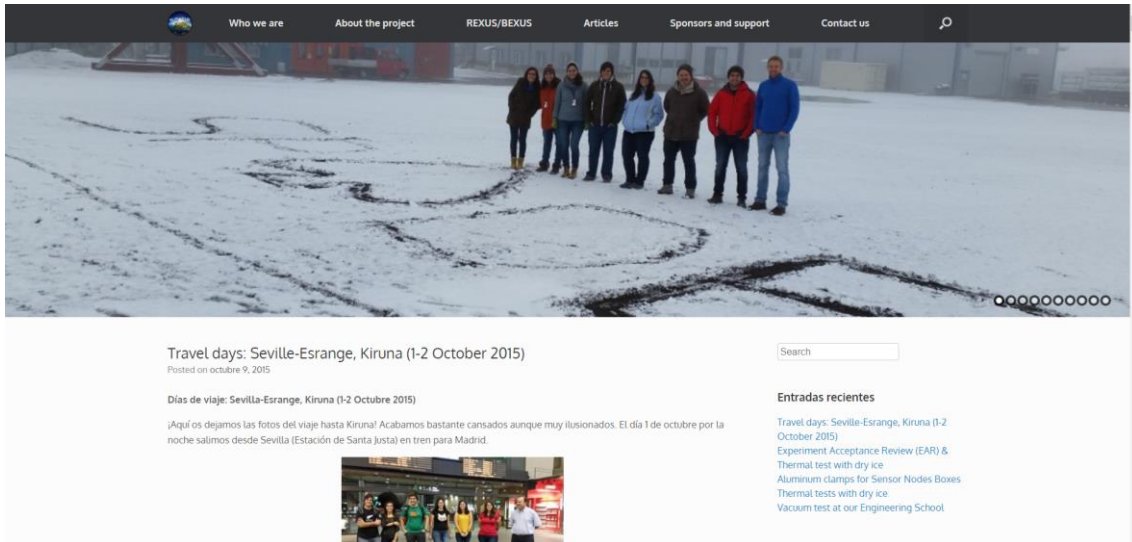 Who we are
About the project
REXUS/BEXUS
Articles
Sponsors and support
Contact us
Travel days: Seville-Esrange, Kiruna (1-2 October 2015)
Posted on octubre 9, 2015
Días de viaje: Sevilla-Esrange, Kiruna (1-2 Octubre 2015)
¡Aquí os dejamos las fotos del viaje hasta Kiruna! Acabamos bastante cansados aunque muy ilusionados. El día 1 de octubre por la
noche salimos desde Sevilla (Estación de Santa Justa) en tren para Madrid.
Search
Entradas recientes
Travel days: Seville-Esrange, Kiruna (1-2
October 2015)
Experiment Acceptance Review (EAR) &
Thermal test with dry ice
Aluminum clamps for Sensor Nodes Boxes
Thermal tests with dry ice
Vacuum test at our Engineering School